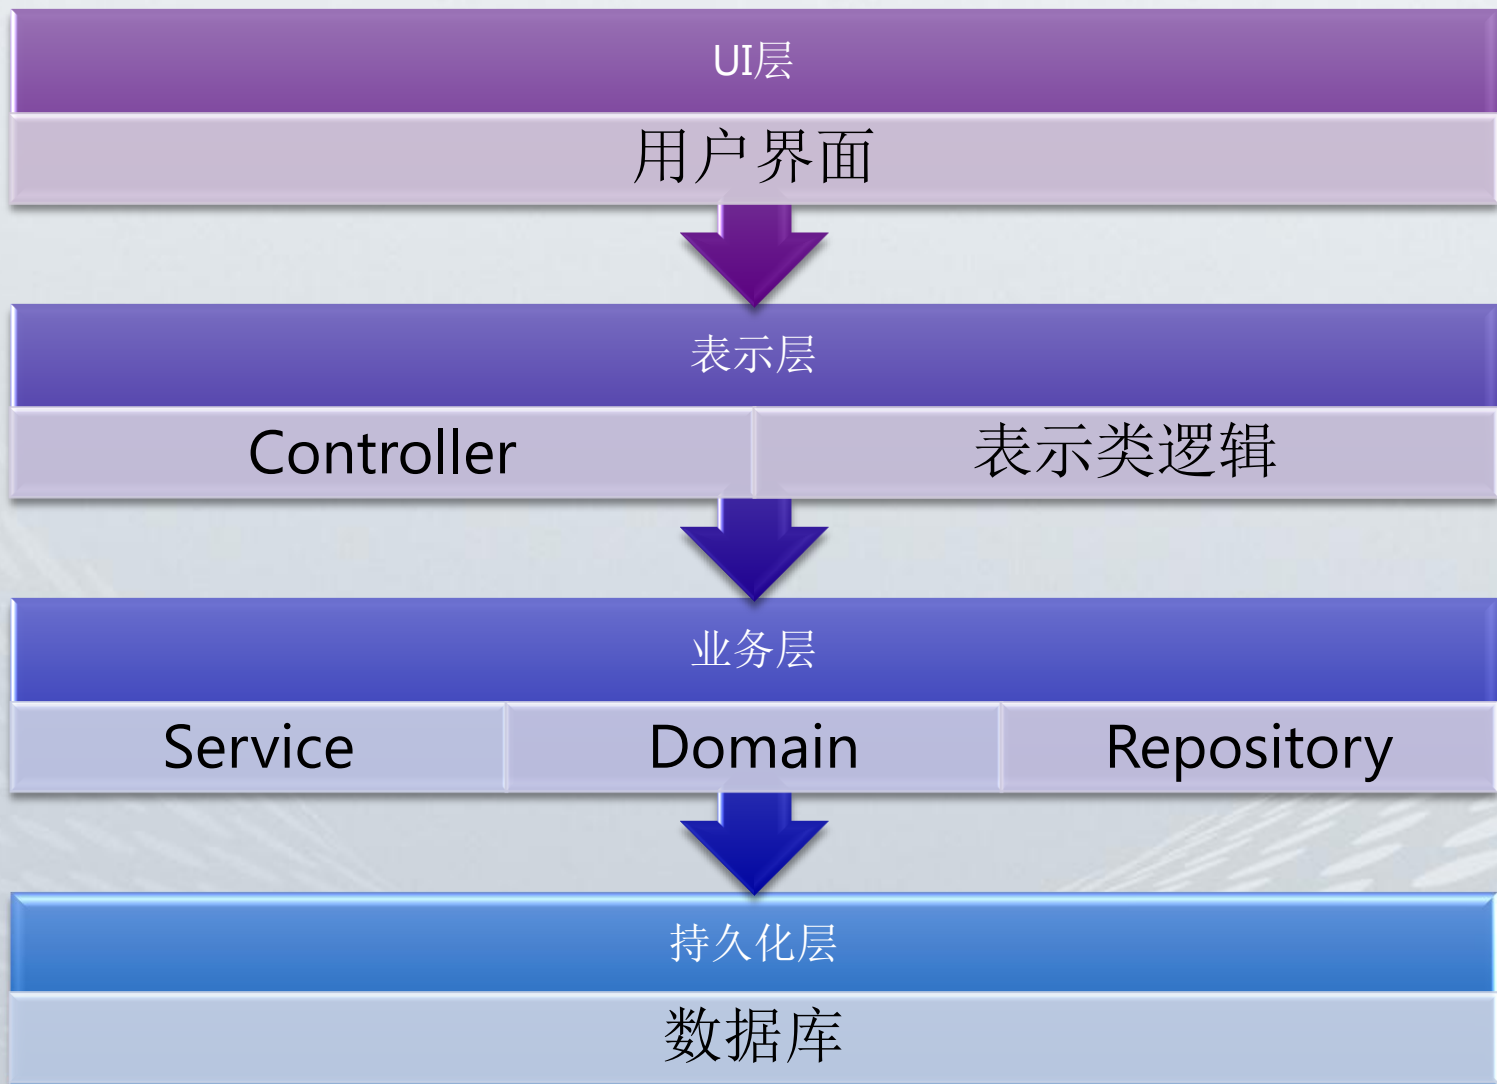 UI层
用户界面
表示层
Controller
表示类逻辑
业务层
Service
Domain
Repository
持久化层
数据库